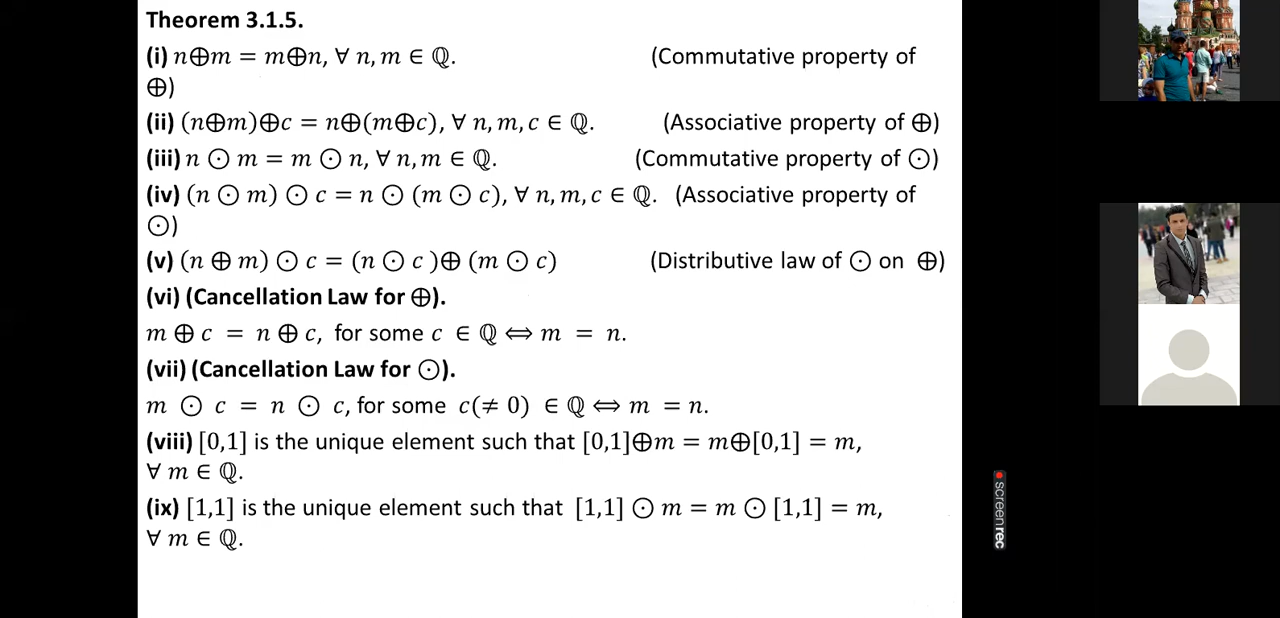 Theorem 3.1.5.
(i) n⊕m = m⊕n, ∀ n, m ∈ ℚ. (Commutative property of
⊕)
(ii) (n⊕m)⊕c = n⊕(m⊕c), ∀ n, m, c ∈ ℚ. (Associative property of ⊕)
(iii) n ⊙ m = m ⊙ n, ∀ n, m ∈ ℚ. (Commutative property of ⊙)
(iv) (n ⊙ m) ⊙ c = n ⊙ (m ⊙ c), ∀ n, m, c ∈ ℚ. (Associative property of
⊙)
(v) (n ⊕ m) ⊙ c = (n ⊙ c )⊕ (m ⊙ c) (Distributive law of ⊙ on ⊕)
(vi) (Cancellation Law for ⊕).
m ⊕ c = n ⊕ c, for some c ∈ ℚ ⟺ m = n.
(vii) (Cancellation Law for ⊙).
m ⊙ c = n ⊙ c, for some c(≠ 0) ∈ ℚ ⟺ m = n.
(viii) [0,1] is the unique element such that [0,1]⊕m = m⊕[0,1] = m,
∀ m ∈ ℚ.
(ix) [1,1] is the unique element such that [1,1] ⊙ m = m ⊙ [1,1] = m,
∀ m ∈ ℚ.
screenrec